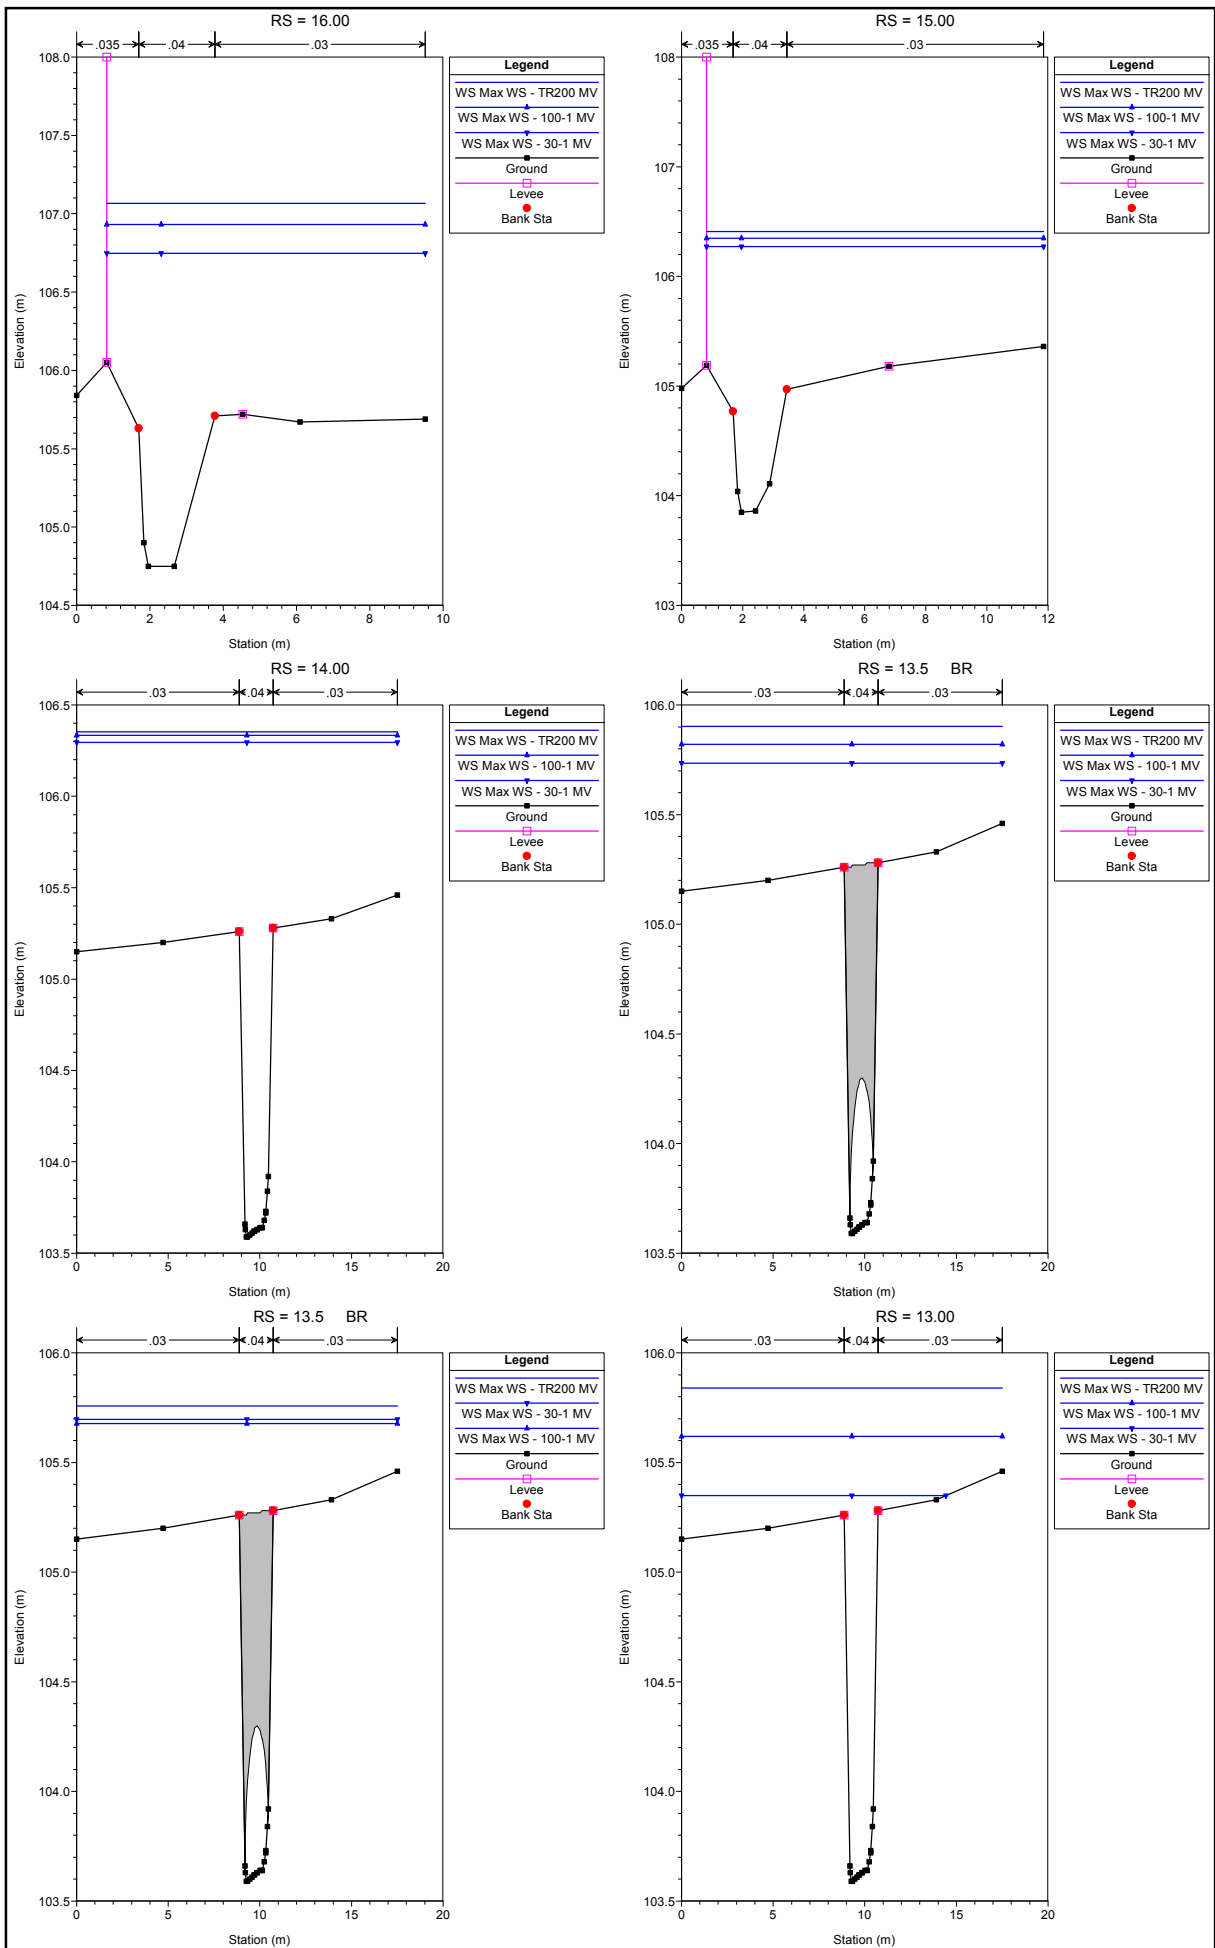 RS = 16.00
.035 .04 .03
108.0
107.5
107.0
106.5
106.0
105.5
105.0
104.5
Elevation (m)
0 2 4 6 8 10
Station (m)
Legend
WS Max WS - TR200 MV
WS Max WS - 100-1 MV
WS Max WS - 30-1 MV
Ground
Levee
Bank Sta
RS = 15.00
.035 .04 .03
108
107
106
105
104
103
Elevation (m)
0 2 4 6 8 10 12
Station (m)
Legend
WS Max WS - TR200 MV
WS Max WS - 100-1 MV
WS Max WS - 30-1 MV
Ground
Levee
Bank Sta
RS = 14.00
.03 .04 .03
106.5
106.0
105.5
105.0
104.5
104.0
103.5
Elevation (m)
0 5 10 15 20
Station (m)
Legend
WS Max WS - TR200 MV
WS Max WS - 100-1 MV
WS Max WS - 30-1 MV
Ground
Levee
Bank Sta
RS = 13.5 BR
.03 .04 .03
106.0
105.5
105.0
104.5
104.0
103.5
Elevation (m)
0 5 10 15 20
Station (m)
Legend
WS Max WS - TR200 MV
WS Max WS - 100-1 MV
WS Max WS - 30-1 MV
Ground
Levee
Bank Sta
RS = 13.5 BR
.03 .04 .03
106.0
105.5
105.0
104.5
104.0
103.5
Elevation (m)
0 5 10 15 20
Station (m)
Legend
WS Max WS - TR200 MV
WS Max WS - 30-1 MV
WS Max WS - 100-1 MV
Ground
Levee
Bank Sta
RS = 13.00
.03 .04 .03
106.0
105.5
105.0
104.5
104.0
103.5
Elevation (m)
0 5 10 15 20
Station (m)
Legend
WS Max WS - TR200 MV
WS Max WS - 100-1 MV
WS Max WS - 30-1 MV
Ground
Levee
Bank Sta